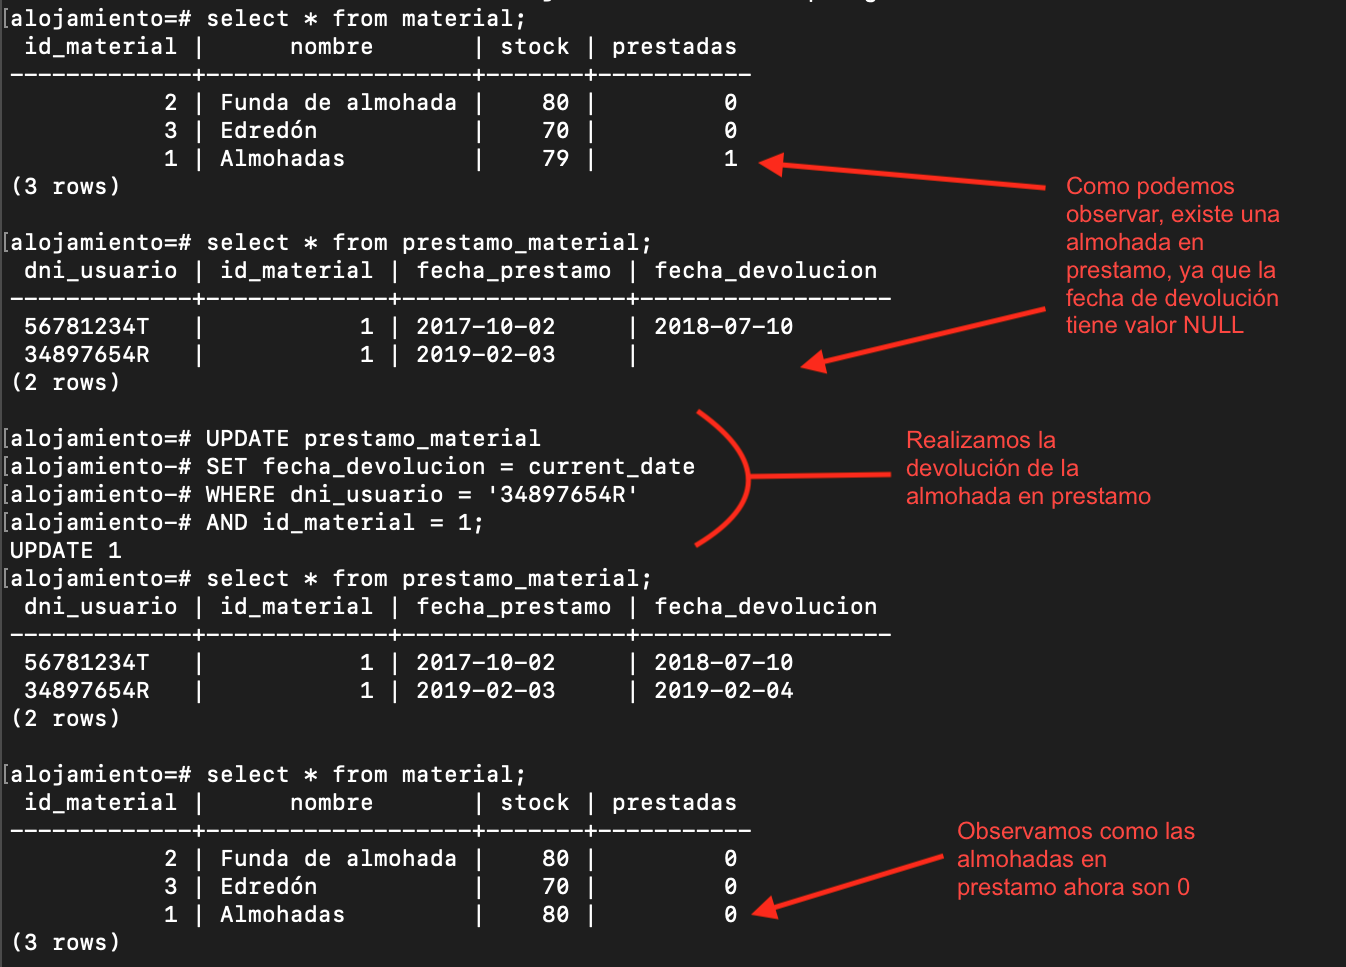 [alojamiento=# select * from material;
 id_material |      nombre       | stock | prestadas
-------------+-------------------+-------+-----------
           2 | Funda de almohada |    80 |         0
           3 | Edredón           |    70 |         0
           1 | Almohadas         |    79 |         1
(3 rows)
Como podemos
observar, existe una
almohada en
prestamo, ya que la
fecha de devolución
tiene valor NULL
[alojamiento=# select * from prestamo_material;
 dni_usuario | id_material | fecha_prestamo | fecha_devolucion
-------------+-------------+----------------+------------------
 56781234T   |           1 | 2017-10-02     | 2018-07-10
 34897654R   |           1 | 2019-02-03     |
(2 rows)
[alojamiento=# UPDATE prestamo_material
[alojamiento-# SET fecha_devolucion = current_date
[alojamiento-# WHERE dni_usuario = '34897654R'
[alojamiento-# AND id_material = 1;
UPDATE 1
Realizamos la
devolución de la
almohada en prestamo
[alojamiento=# select * from prestamo_material;
 dni_usuario | id_material | fecha_prestamo | fecha_devolucion
-------------+-------------+----------------+------------------
 56781234T   |           1 | 2017-10-02     | 2018-07-10
 34897654R   |           1 | 2019-02-03     | 2019-02-04
(2 rows)
[alojamiento=# select * from material;
 id_material |      nombre       | stock | prestadas
-------------+-------------------+-------+-----------
           2 | Funda de almohada |    80 |         0
           3 | Edredón           |    70 |         0
           1 | Almohadas         |    80 |         0
(3 rows)
Observamos como las
almohadas en
prestamo ahora son 0